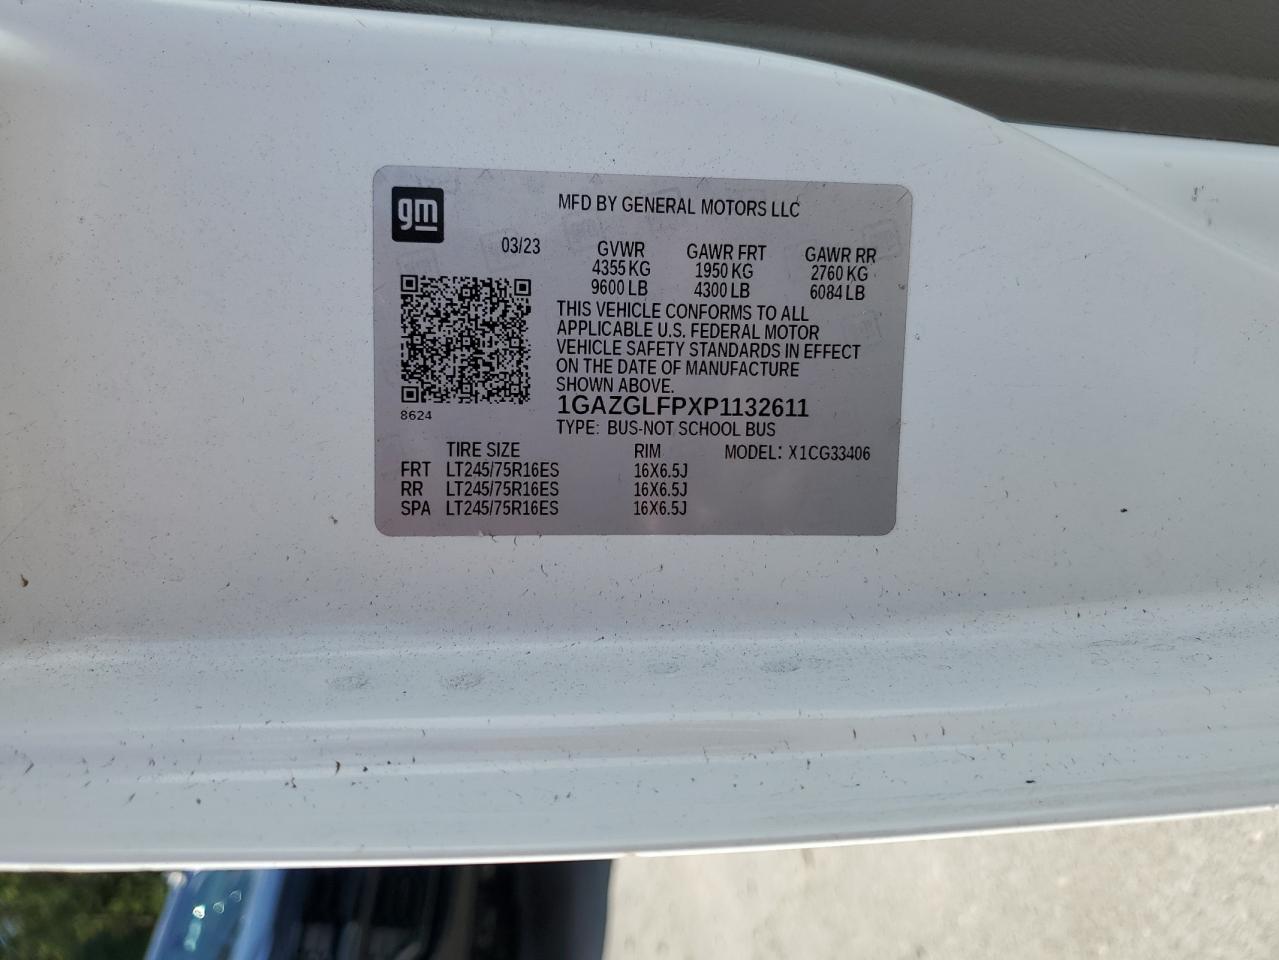 gm
MFD BY GENERAL MOTORS LLC
03/23 GVWR GAWR FRT GAWR RR
4355 KG 1950 KG 2760 KG
9600 LB 4300 LB 6084 LB
THIS VEHICLE CONFORMS TO ALL
APPLICABLE U.S. FEDERAL MOTOR
VEHICLE SAFETY STANDARDS IN EFFECT
ON THE DATE OF MANUFACTURE
SHOWN ABOVE.
1GAZGLFPXP1132611
8624
TYPE: BUS-NOT SCHOOL BUS
TIRE SIZE RIM MODEL: X1CG33406
FRT LT245/75R16ES 16X6.5J
RR LT245/75R16ES 16X6.5J
SPA LT245/75R16ES 16X6.5J